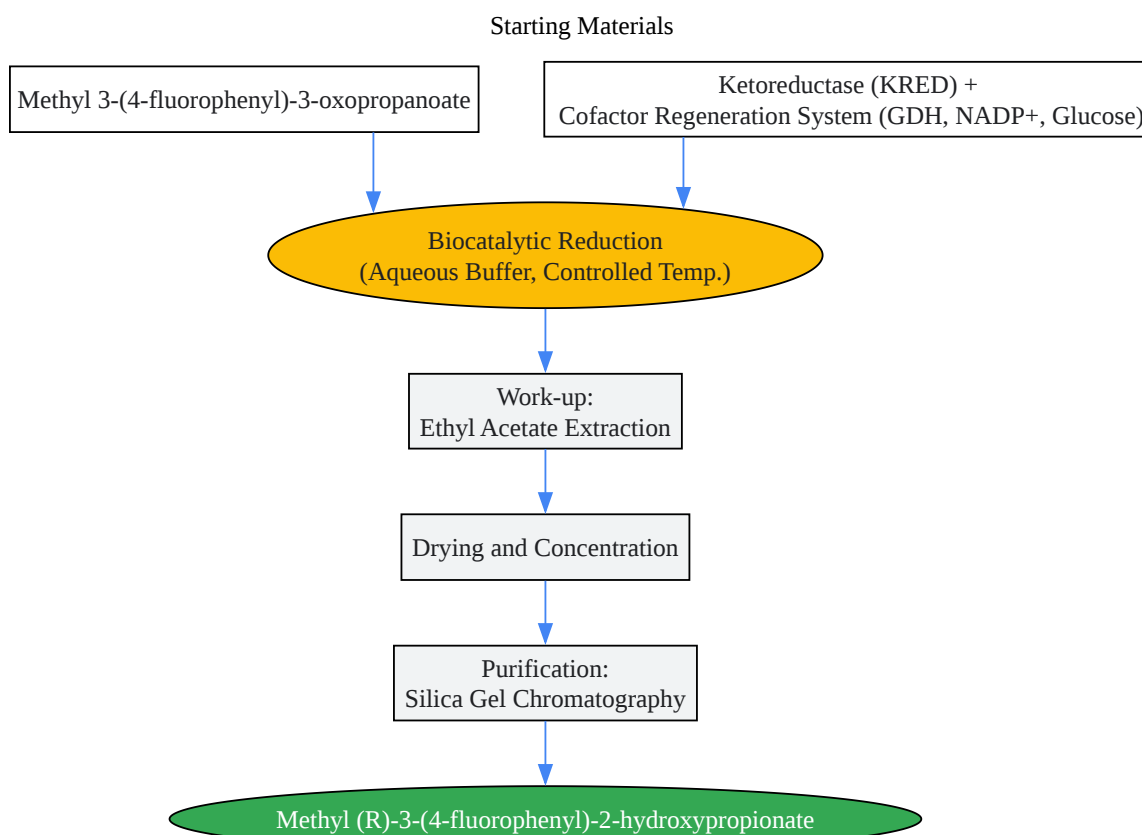 Starting Materials
Methyl 3-(4-fluorophenyl)-3-oxopropanoate
Ketoreductase (KRED) +
Cofactor Regeneration System (GDH, NADP+, Glucose)
Biocatalytic Reduction
(Aqueous Buffer, Controlled Temp.)
Work-up:
Ethyl Acetate Extraction
Drying and Concentration
Purification:
Silica Gel Chromatography
Methyl (R)-3-(4-fluorophenyl)-2-hydroxypropionate